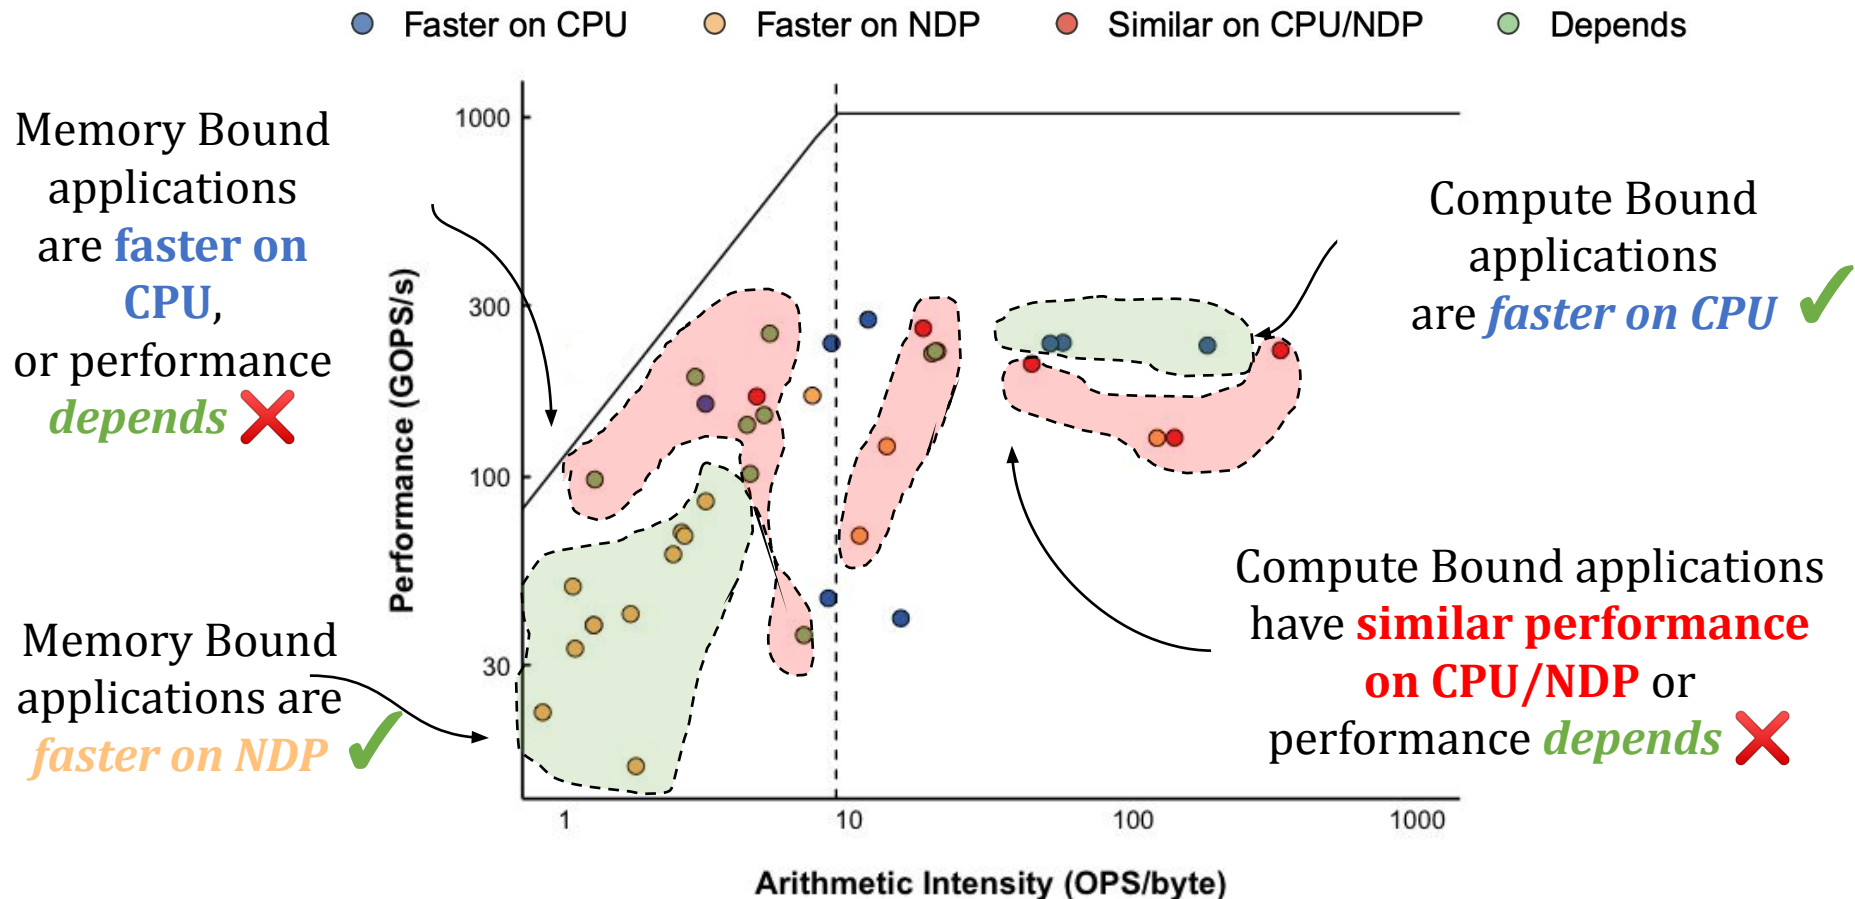 Faster on CPU Faster on NDP Similar on CPU/NDP Depends
Memory Bound
applications
are faster on
CPU,
or performance
depends
Memory Bound
applications are
faster on NDP
Performance (GOPS/s)
1000
300
100
30
1 10 100 1000
Arithmetic Intensity (OPS/byte)
Compute Bound
applications
are faster on CPU
Compute Bound applications
have similar performance
on CPU/NDP or
performance depends